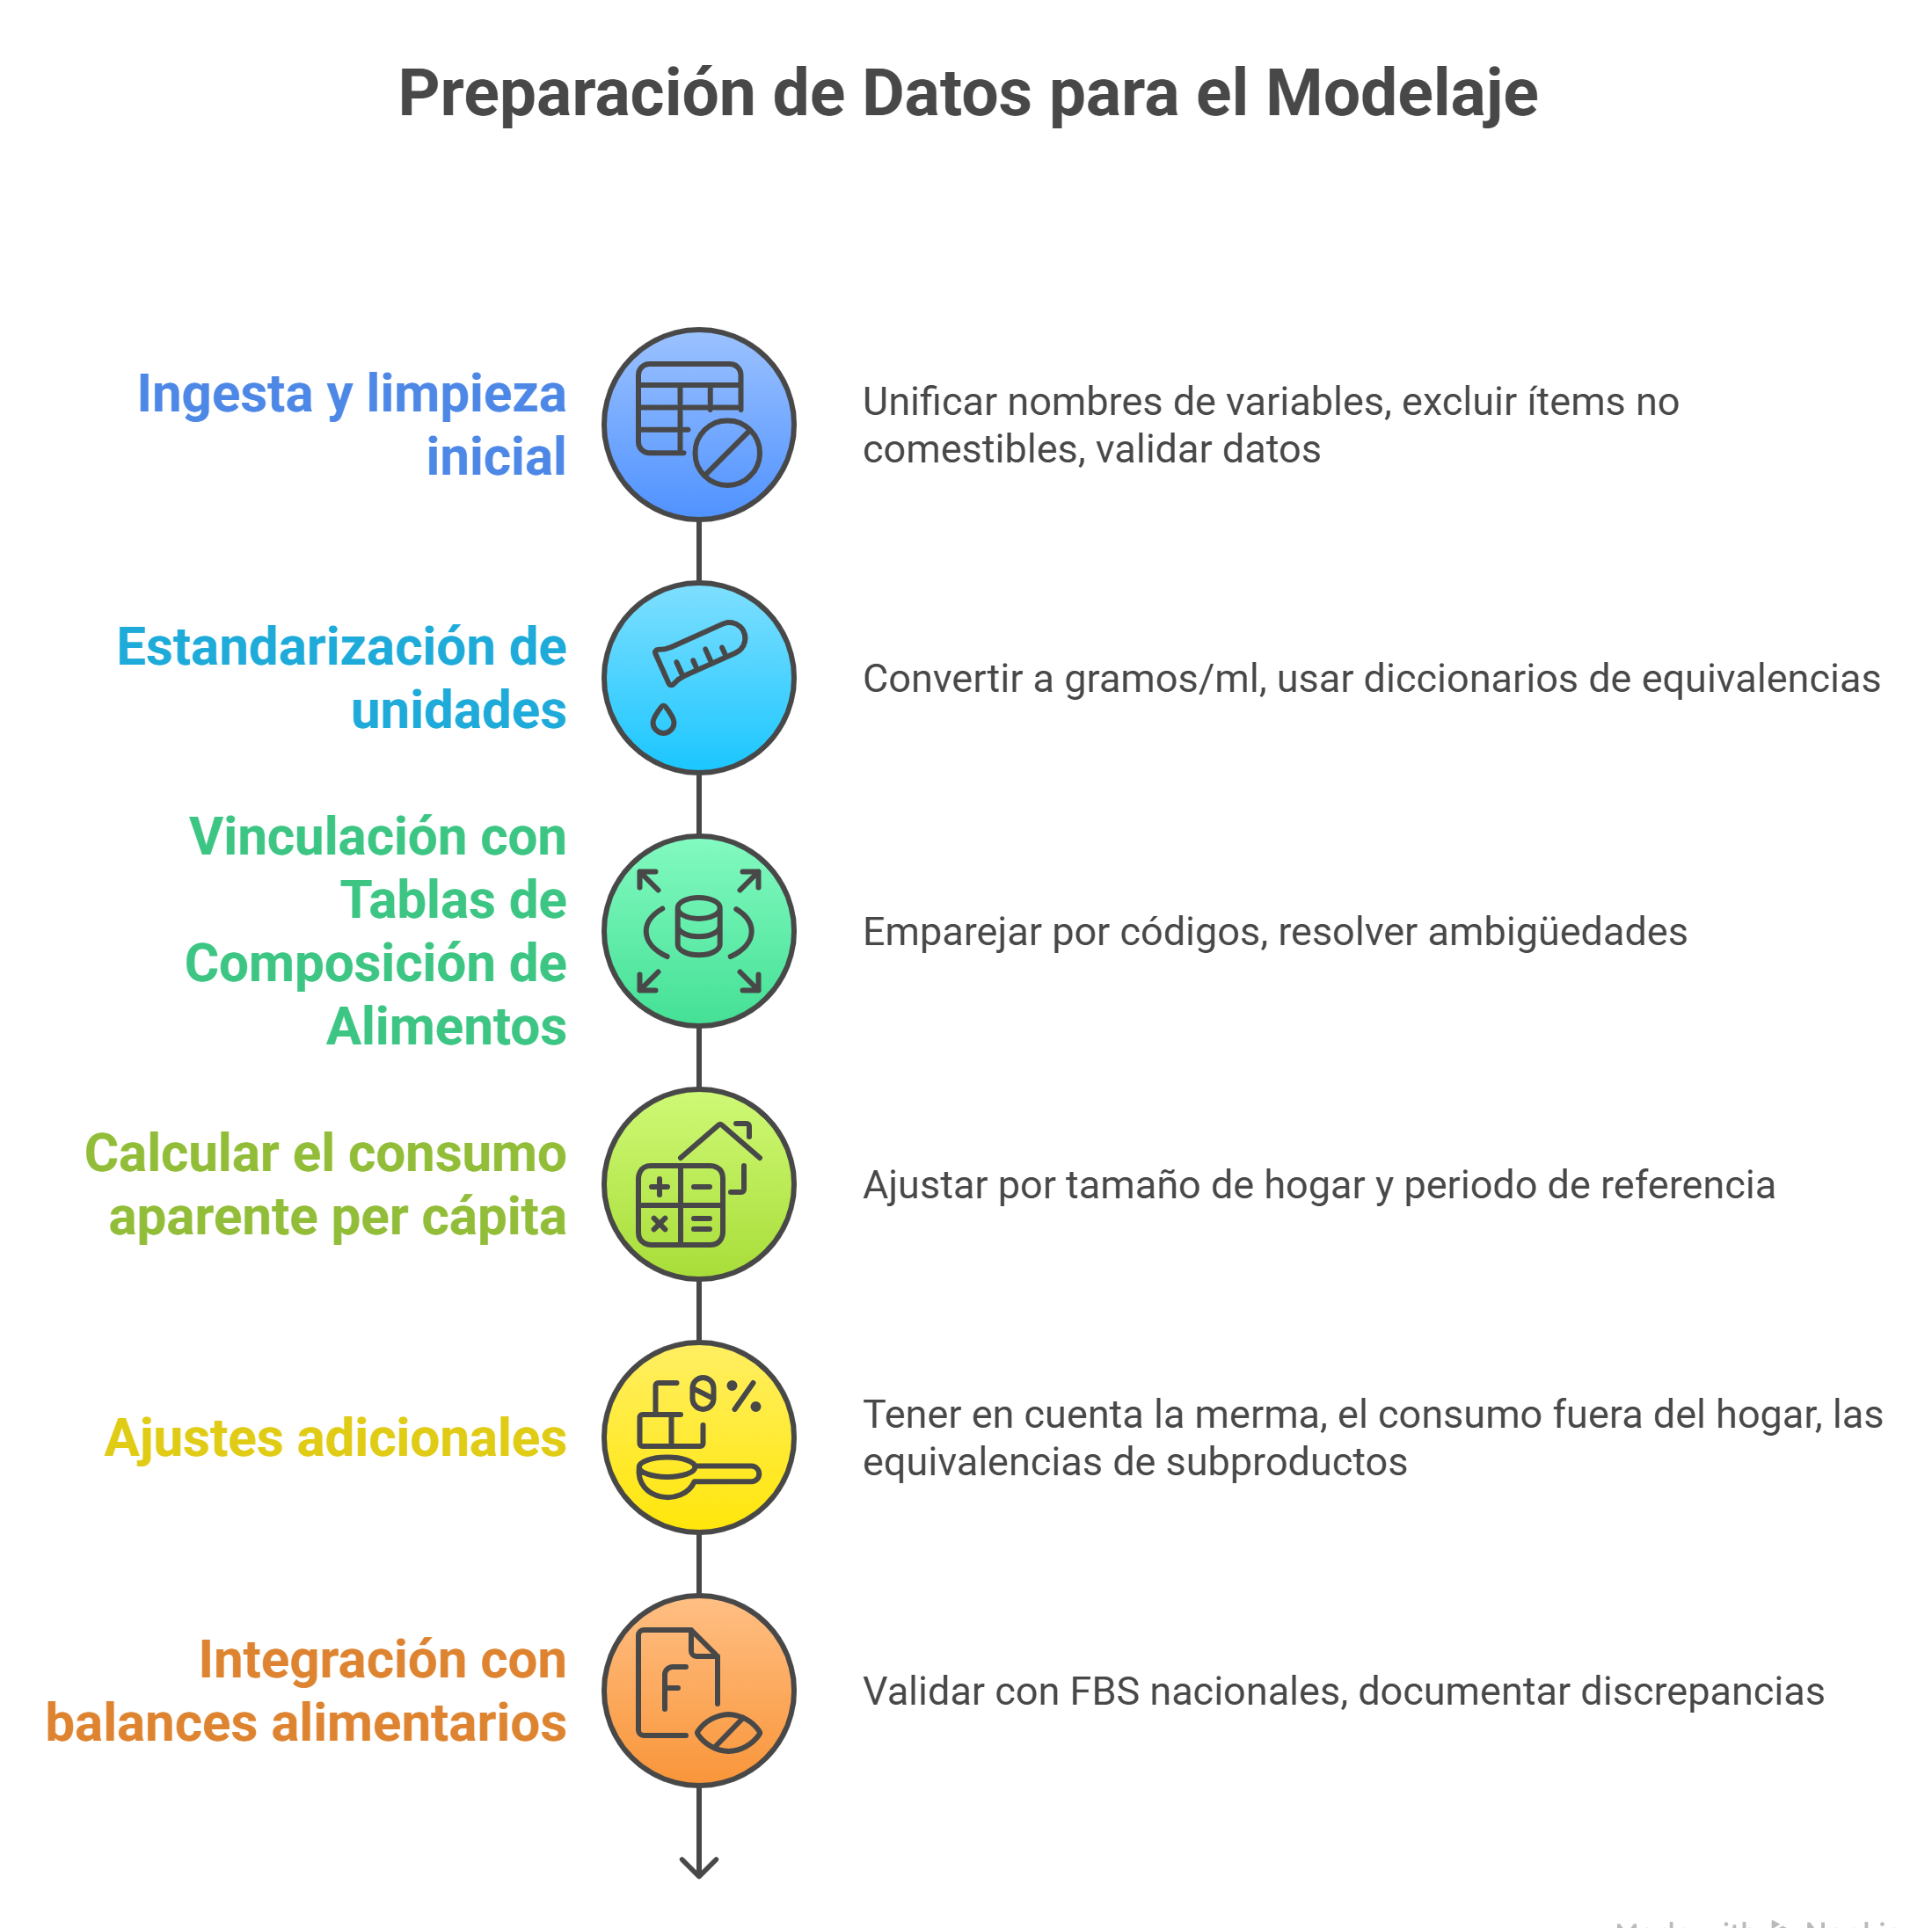 Preparación de Datos para el Modelaje
Ingesta y limpieza
inicial
Unificar nombres de variables, excluir ítems no
comestibles, validar datos
Estandarización de
unidades
Convertir a gramos/ml, usar diccionarios de equivalencias
Vinculación con
Tablas de
Composición de
Alimentos
Emparejar por códigos, resolver ambigüedades
Calcular el consumo
aparente per cápita
Ajustar por tamaño de hogar y periodo de referencia
0%
Ajustes adicionales
Tener en cuenta la merma, el consumo fuera del hogar, las
equivalencias de subproductos
F
Integración con
balances alimentarios
Validar con FBS nacionales, documentar discrepancias